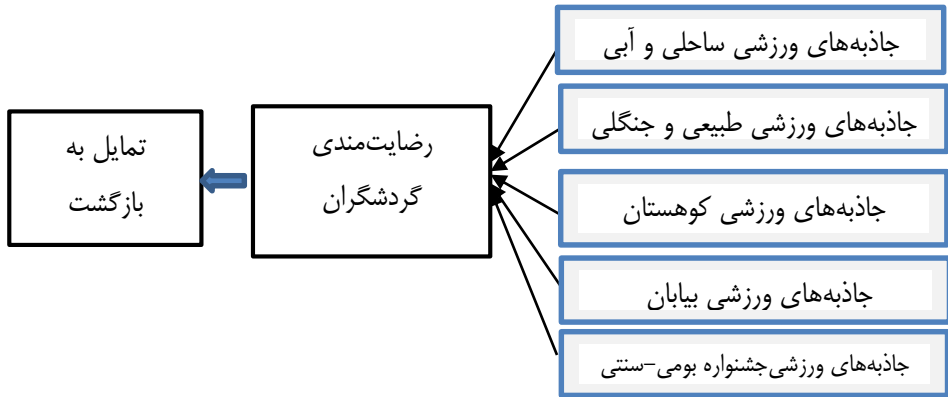 جاذبه‌های ورزشی ساحلی و آبی
جاذبه‌های ورزشی طبیعی و جنگلی
جاذبه‌های ورزشی کوهستان
جاذبه‌های ورزشی بیابان
جاذبه‌های ورزشی‌جشنواره بومی-سنتی
رضایت‌مندی
گردشگران
تمایل به
بازگشت